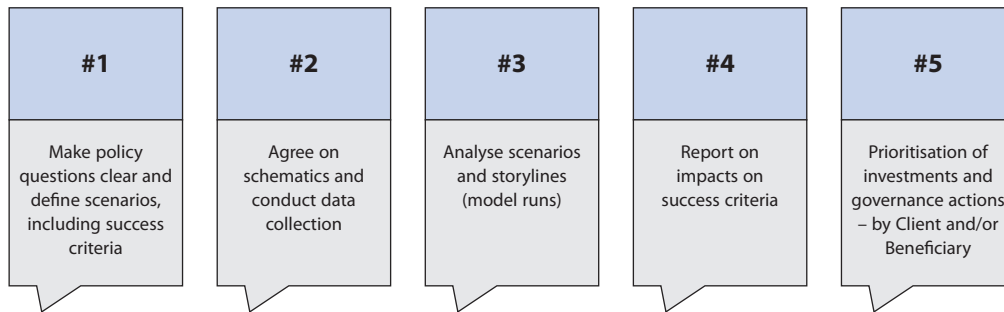 #1
Make policy
questions clear and
define scenarios,
including success
criteria
#2
Agree on
schematics and
conduct data
collection
#3
Analyse scenarios
and storylines
(model runs)
#4
Report on
impacts on
success criteria
#5
Prioritisation of
investments and
governance actions
– by Client and/or
Beneficiary